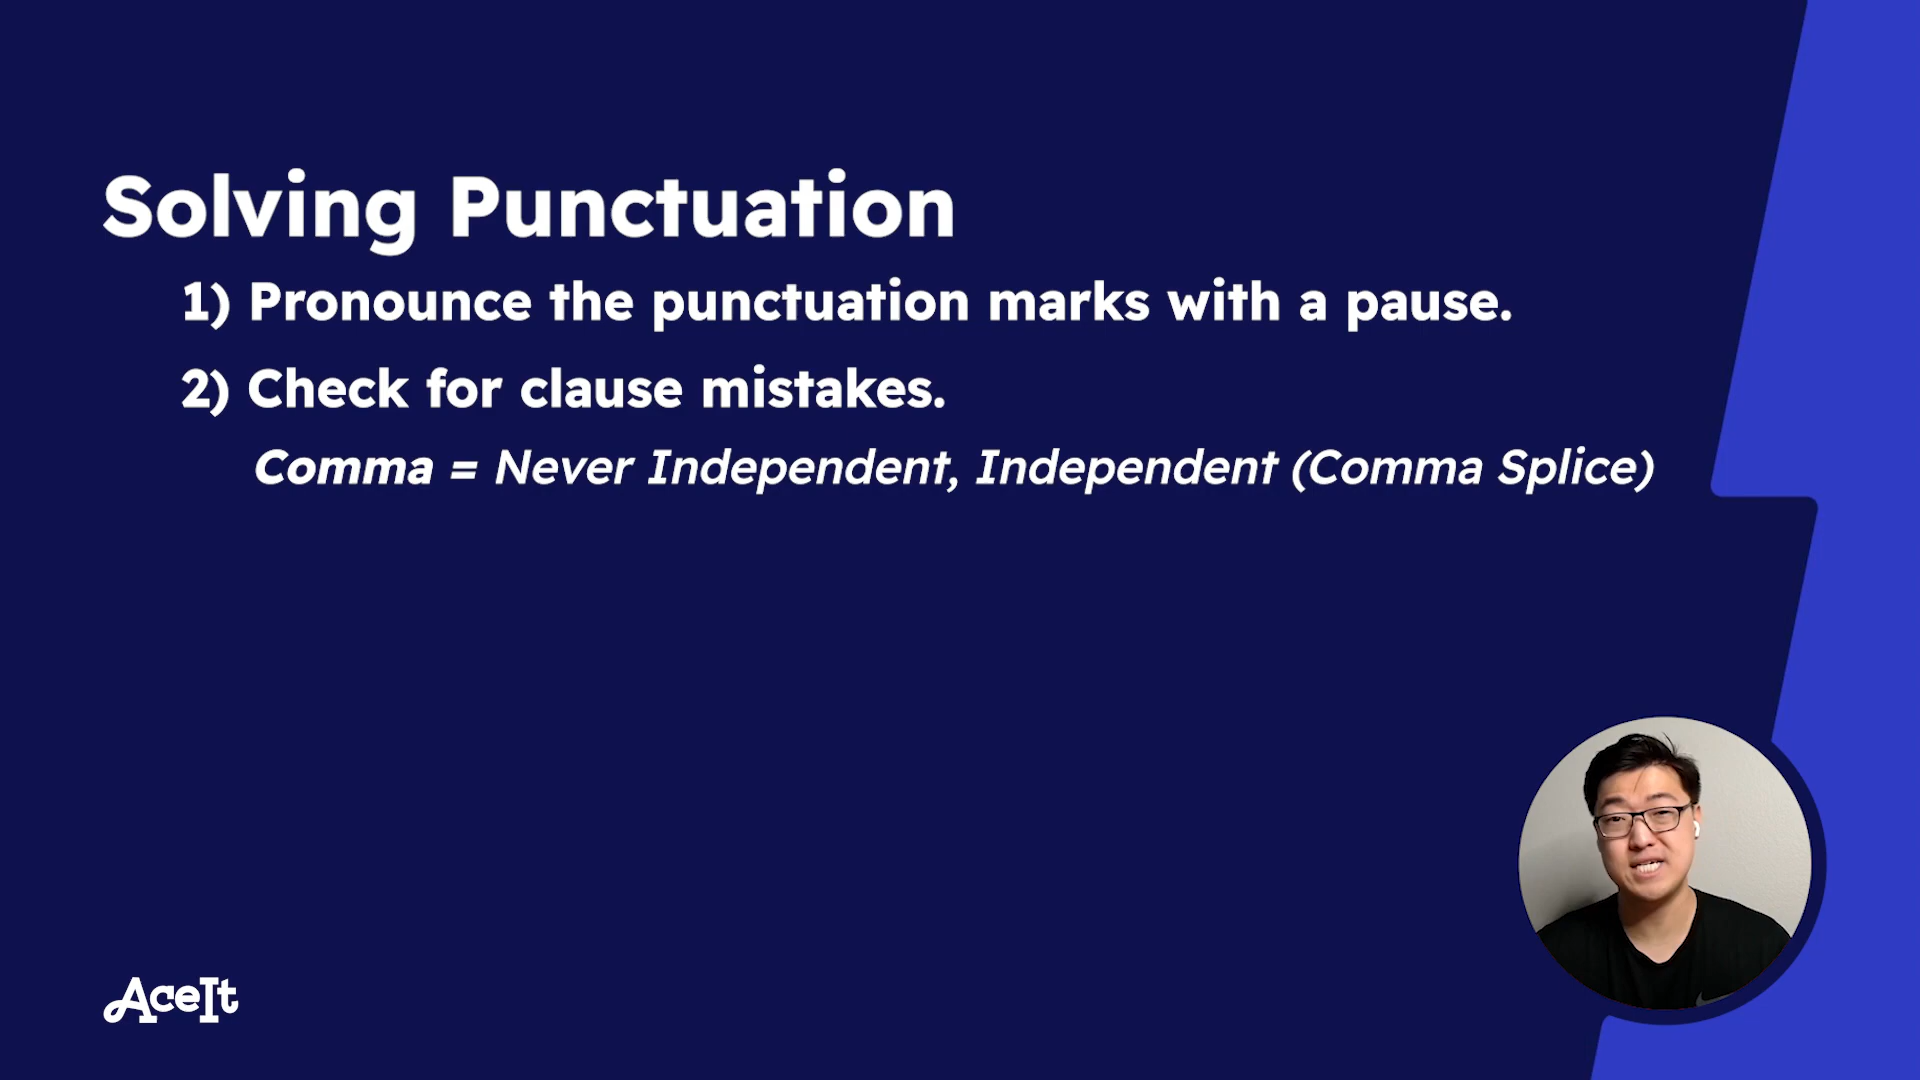 Solving Punctuation
1) Pronounce the punctuation marks with a pause.
2) Check for clause mistakes.
Comma = Never Independent, Independent (Comma Splice)
AceIt